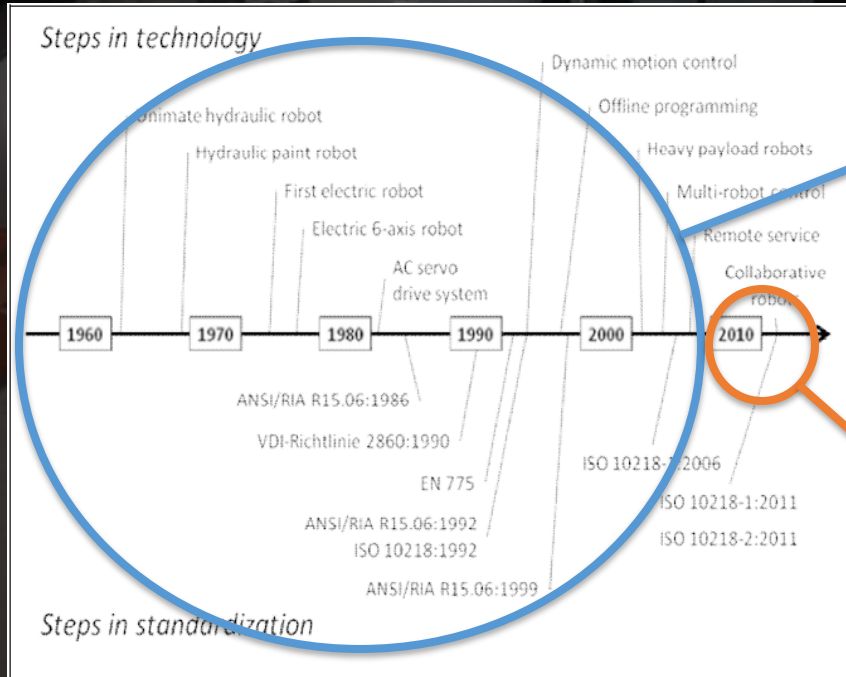 Steps in technology
Dynamic motion control
Offline programming
Unimate hydraulic robot
Heavy payload robots
Hydraulic paint robot
First electric robot
Multi-robot control
Electric 6-axis robot
Remote service
AC servo
drive system
Collaborative
robots
1960
1970
1980
1990
2000
2010
ANSI/RIA R15.06:1986
VDI-Richtlinie 2860:1990
ISO 10218-1:2006
EN 775
ISO 10218-1:2011
ANSI/RIA R15.06:1992
ISO 10218:1992
ISO 10218-2:2011
ANSI/RIA R15.06:1999
Steps in standardization